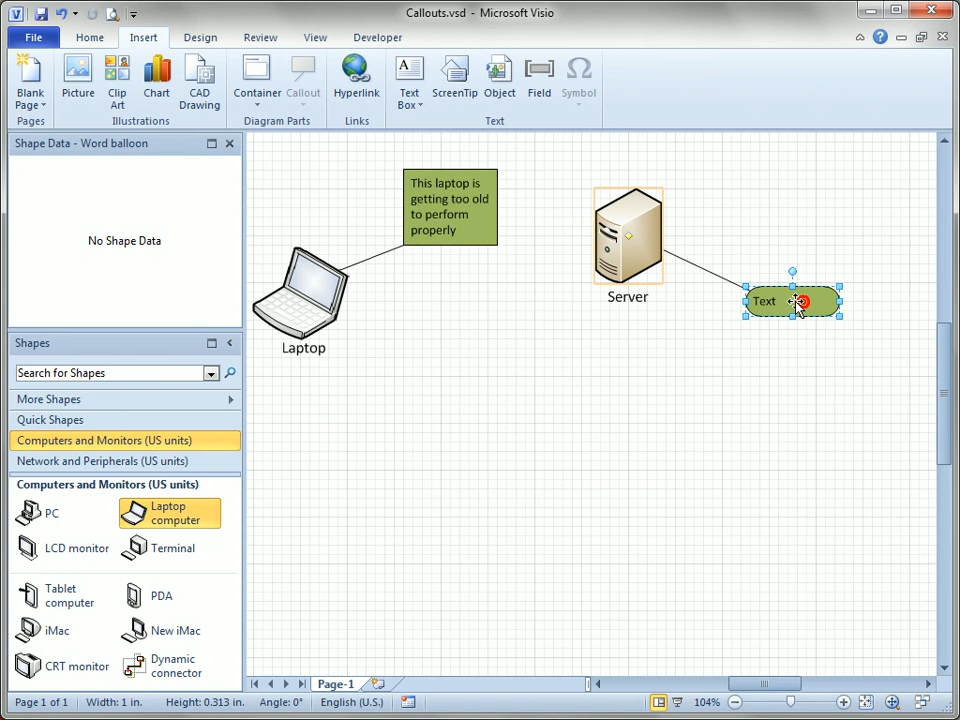 Callouts.vsd - Microsoft Visio
File Home Insert Design Review View Developer
Blank Page
Picture
Clip Art
Chart
CAD Drawing
Container
Callout
Hyperlink
Text Box
ScreenTip
Object
Field
Symbol
Pages
Illustrations
Diagram Parts
Links
Text
Shape Data - Word balloon
No Shape Data
Shapes
Search for Shapes
More Shapes
Quick Shapes
Computers and Monitors (US units)
Network and Peripherals (US units)
Computers and Monitors (US units)
PC
Laptop
computer
LCD monitor
Terminal
Tablet
computer
PDA
iMac
New iMac
CRT monitor
Dynamic
connector
This laptop is
getting too old
to perform
properly
Laptop
Server
Text
Page-1
Page 1 of 1 Width: 1 in. Height: 0.313 in. Angle: 0° English (U.S.) 104%